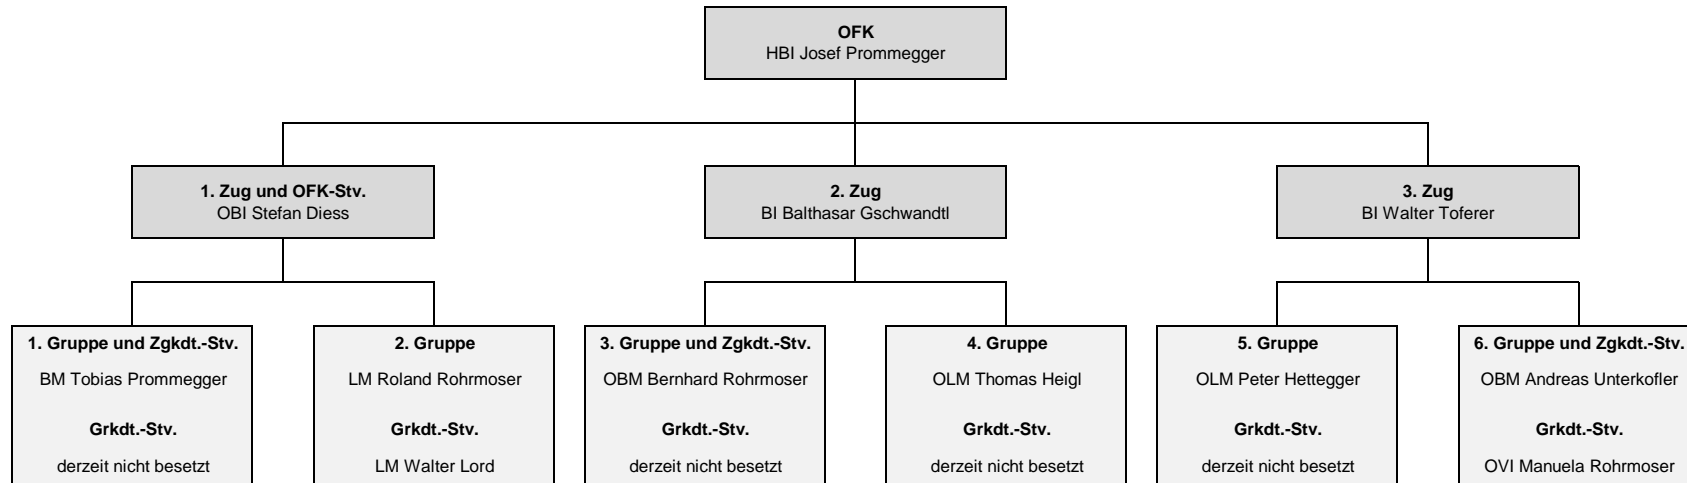 OFK
HBI Josef Prommegger
1. Zug und OFK-Stv.
OBI Stefan Diess
2. Zug
BI Balthasar Gschwandtl
3. Zug
BI Walter Toferer
1. Gruppe und Zgkdt.-Stv.
BM Tobias Prommegger
Grkdt.-Stv.
derzeit nicht besetzt
2. Gruppe
LM Roland Rohrmoser
Grkdt.-Stv.
LM Walter Lord
3. Gruppe und Zgkdt.-Stv.
OBM Bernhard Rohrmoser
Grkdt.-Stv.
derzeit nicht besetzt
4. Gruppe
OLM Thomas Heigl
Grkdt.-Stv.
derzeit nicht besetzt
5. Gruppe
OLM Peter Hettegger
Grkdt.-Stv.
derzeit nicht besetzt
6. Gruppe und Zgkdt.-Stv.
OBM Andreas Unterkofler
Grkdt.-Stv.
OVI Manuela Rohrmoser